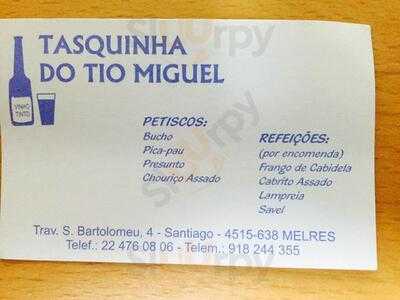 TASQUINHA
DO TIO MIGUEL
VINHO
TINTO
PETISCOS:
Bucho
Pica-pau
Presunto
Chouriço Assado
REFEIÇÕES:
(por encomenda)
Frango de Cabidela
Cabrito Assado
Lampreia
Savel
Trav. S. Bartolomeu, 4 - Santiago - 4515-638 MELRES
Telef.: 22 476 06 06 - Telem.: 918 244 355